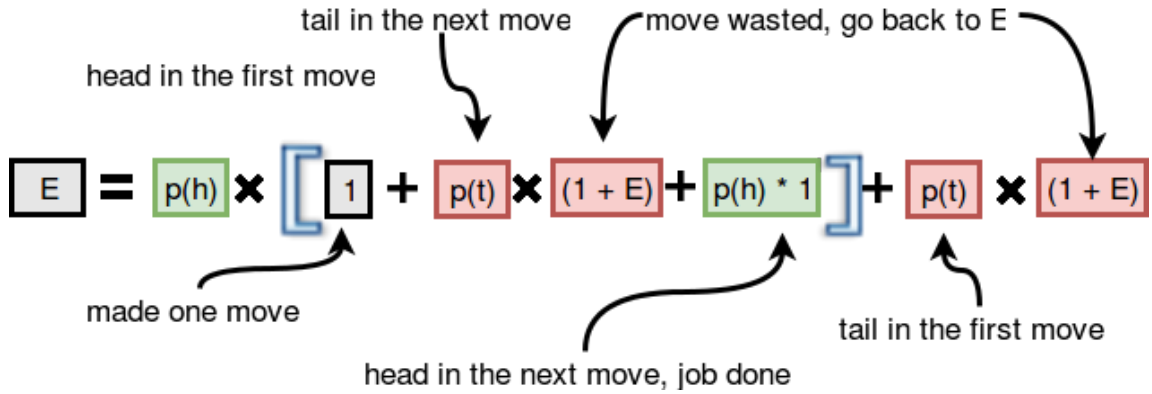 tail in the next move
move wasted, go back to E
head in the first move
E = p(h) × [ 1 + p(t) × (1 + E) + p(h) * 1 ] + p(t) × (1 + E)
made one move
tail in the first move
head in the next move, job done